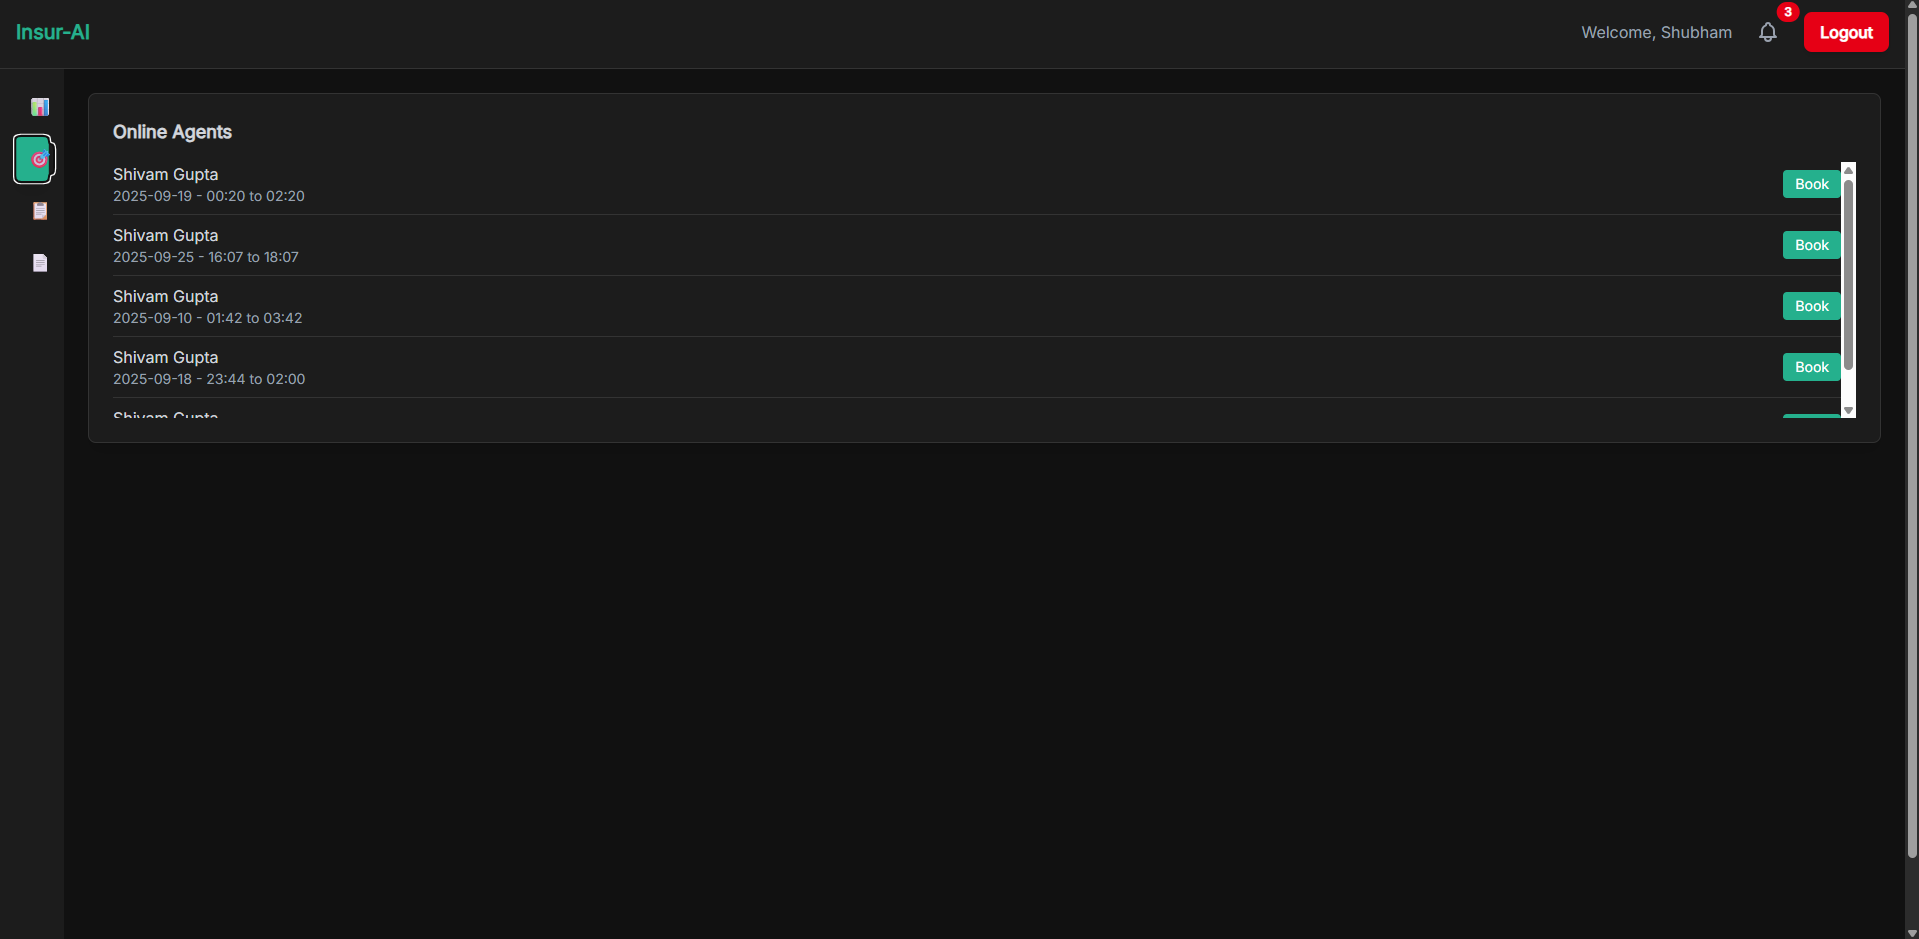 Insur-AI
Welcome, Shubham
3
Logout
Online Agents
Shivam Gupta
2025-09-19 - 00:20 to 02:20
Book
Shivam Gupta
2025-09-25 - 16:07 to 18:07
Book
Shivam Gupta
2025-09-10 - 01:42 to 03:42
Book
Shivam Gupta
2025-09-18 - 23:44 to 02:00
Book
Shivam Gupta